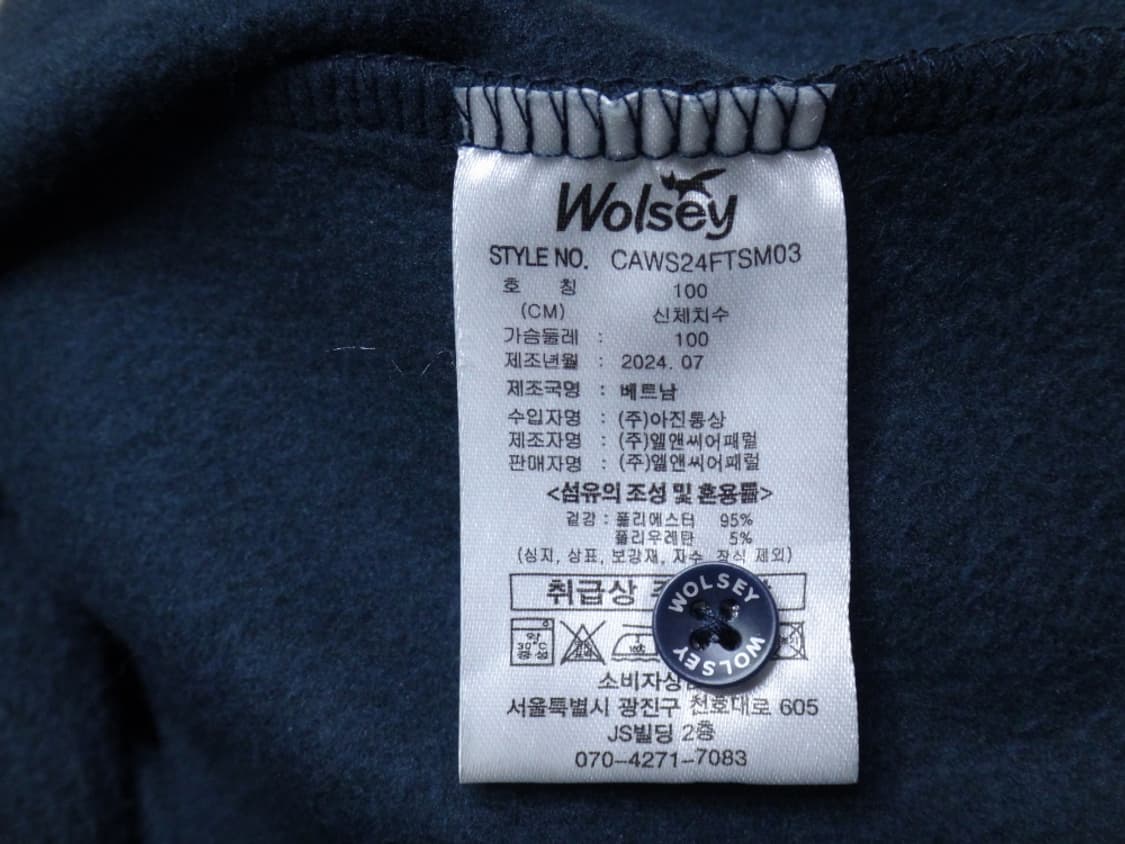 Wolsey
STYLE NO. CAWS24FTSM03
호 칭 100
(CM) 신체치수
가슴둘레 : 100
제조년월 : 2024. 07
제조국명 : 베트남
수입자명 : (주)아진통상
제조자명 : (주)엘앤씨어패럴
판매자명 : (주)엘앤씨어패럴
<섬유의 조성 및 혼용률>
겉감 : 폴리에스터 95%
폴리우레탄 5%
(심지, 상표, 보강재, 자수, 장식 제외)
취급상
약 30℃ 중성
WOLSEY
WOLSEY
소비자상
서울특별시 광진구 천호대로 605
JS빌딩 2층
070-4271-7083